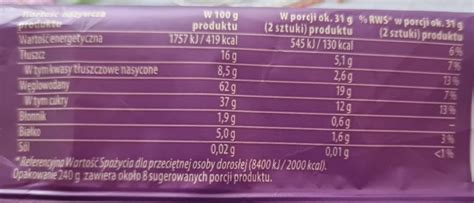 Wartość odżywcza produktu W 100 g produktu W porcji ok. 31 g (2 sztuki) produktu % RWS* w porcji ok. 31 g (2 sztuki) produktu
Wartość energetyczna 1757 kJ / 419 kcal 545 kJ / 130 kcal 6%
Tłuszcz 16 g 5,1 g 7%
W tym kwasy tłuszczowe nasycone 8,5 g 2,6 g 13%
Węglowodany 62 g 19 g 7%
W tym cukry 37 g 12 g 13%
Błonnik 1,9 g 0,6 g
Białko 5,0 g 1,6 g 3%
Sól 0,02 g 0,01 g <1%
*Referencyjna Wartość Spożycia dla przeciętnej osoby dorosłej (8400 kJ / 2000 kcal).
Opakowanie 240 g zawiera około 8 sugerowanych porcji produktu.